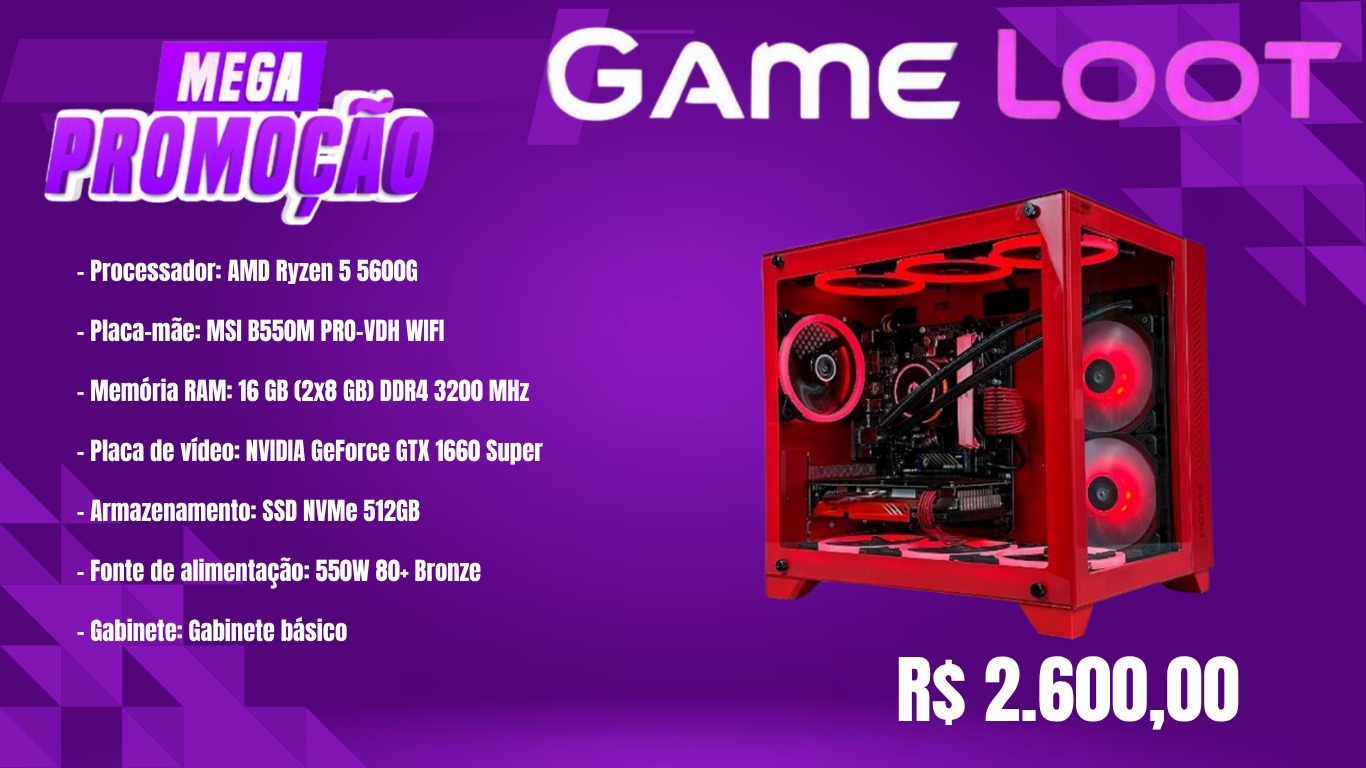 MEGA
PROMOÇÃO
GAME LOOT
- Processador: AMD Ryzen 5 5600G
- Placa-mãe: MSI B550M PRO-VDH WIFI
- Memória RAM: 16 GB (2x8 GB) DDR4 3200 MHz
- Placa de vídeo: NVIDIA GeForce GTX 1660 Super
- Armazenamento: SSD NVMe 512GB
- Fonte de alimentação: 550W 80+ Bronze
- Gabinete: Gabinete básico
R$ 2.600,00